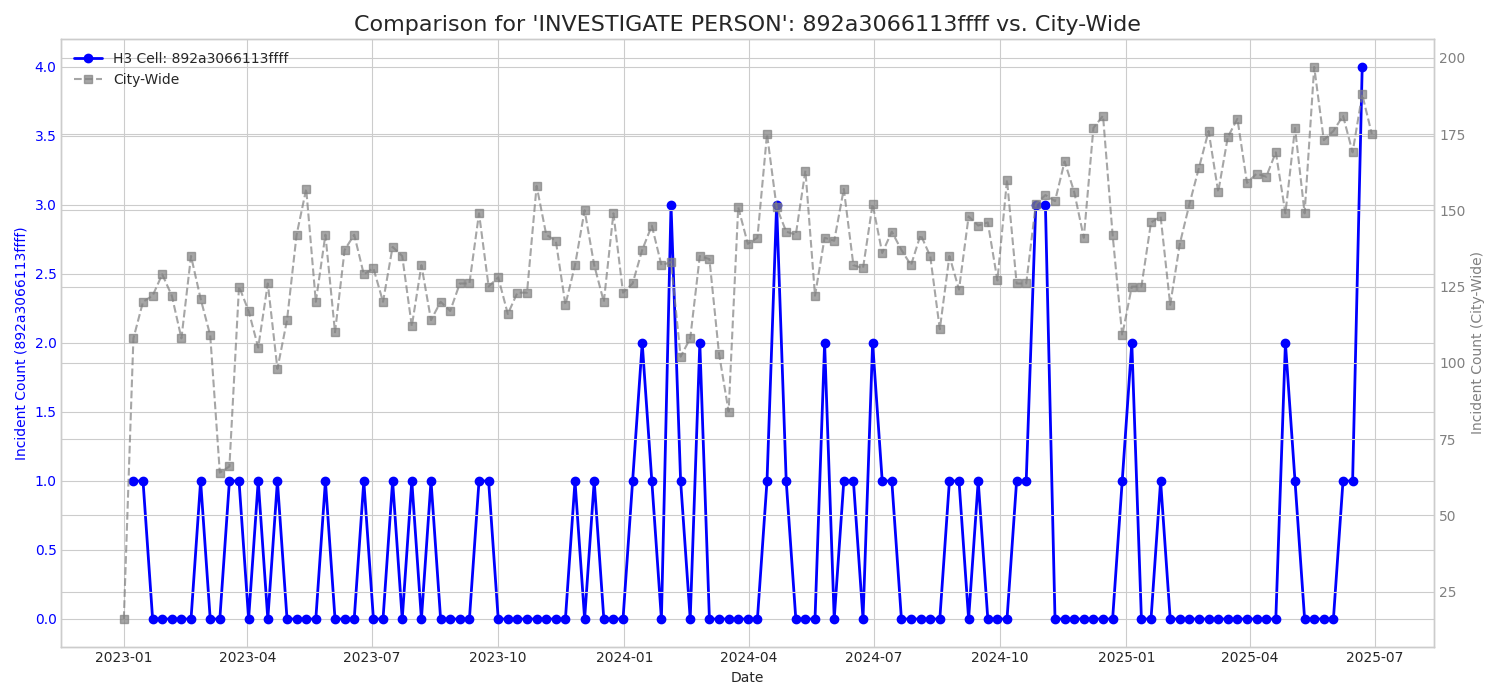 Comparison for 'INVESTIGATE PERSON': 892a3066113ffff vs. City-Wide
H3 Cell: 892a3066113ffff
City-Wide
Incident Count (892a3066113ffff)
4.0
3.5
3.0
2.5
2.0
1.5
1.0
0.5
0.0
200
175
150
125
100
75
50
25
Incident Count (City-Wide)
2023-01 2023-04 2023-07 2023-10 2024-01 2024-04 2024-07 2024-10 2025-01 2025-04 2025-07
Date